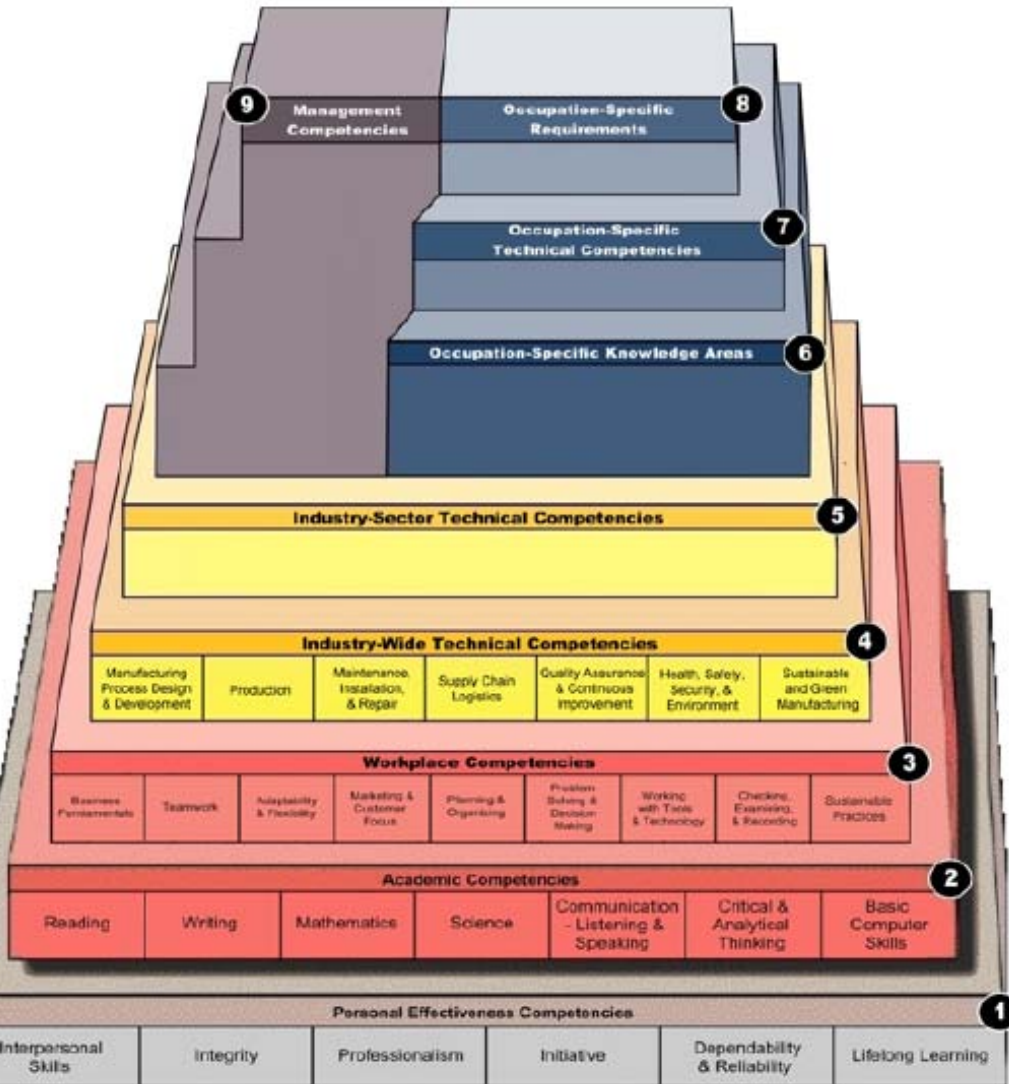 9
Management
Competencies
Occupation-Specific
Requirements
8
Occupation-Specific
Technical Competencies
7
Occupation-Specific Knowledge Areas
6
Industry-Sector Technical Competencies
5
Industry-Wide Technical Competencies
4
Manufacturing
Process Design
& Development
Production
Maintenance,
Installation,
& Repair
Supply Chain
Logistics
Quality Assurance
& Continuous
Improvement
Health, Safety,
Security, &
Environment
Sustainable
and Green
Manufacturing
Workplace Competencies
3
Business
Fundamentals
Teamwork
Adaptability
& Flexibility
Marketing &
Customer
Focus
Planning &
Organizing
Problem
Solving &
Decision
Making
Working
with Tools
& Technology
Checking,
Examining,
& Recording
Sustainable
Practices
Academic Competencies
2
Reading
Writing
Mathematics
Science
Communication
- Listening &
Speaking
Critical &
Analytical
Thinking
Basic
Computer
Skills
Personal Effectiveness Competencies
1
Interpersonal
Skills
Integrity
Professionalism
Initiative
Dependability
& Reliability
Lifelong Learning